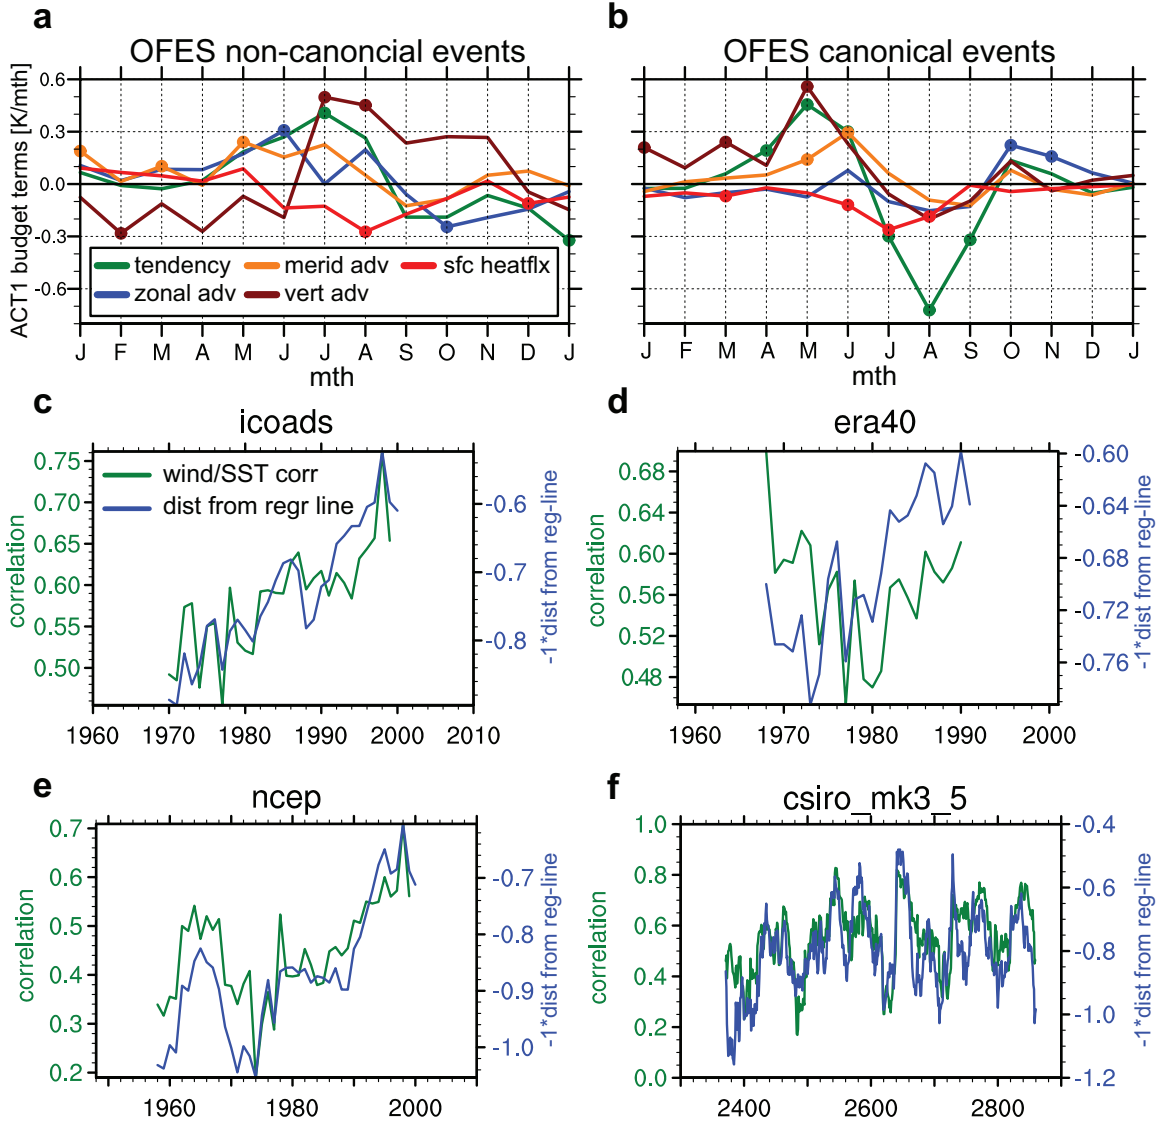 a
OFES non-canoncial events
ACT1 budget terms [K/mth]
0.6
0.3
0.0
-0.3
-0.6
tendency
merid adv
sfc heatflx
zonal adv
vert adv
J F M A M J J A S O N D J
mth
b
OFES canonical events
J F M A M J J A S O N D J
mth
c
icoads
correlation
0.75
0.70
0.65
0.60
0.55
0.50
wind/SST corr
dist from regr line
-0.6
-0.7
-0.8
-1*dist from reg-line
1960 1970 1980 1990 2000 2010
d
era40
correlation
0.68
0.64
0.60
0.56
0.52
0.48
-0.60
-0.64
-0.68
-0.72
-0.76
-1*dist from reg-line
1960 1970 1980 1990 2000
e
ncep
correlation
0.7
0.6
0.5
0.4
0.3
0.2
-0.7
-0.8
-0.9
-1.0
-1*dist from reg-line
1960 1980 2000
f
csiro_mk3_5
correlation
1.0
0.8
0.6
0.4
0.2
0.0
-0.4
-0.6
-0.8
-1.0
-1.2
-1*dist from reg-line
2400 2600 2800